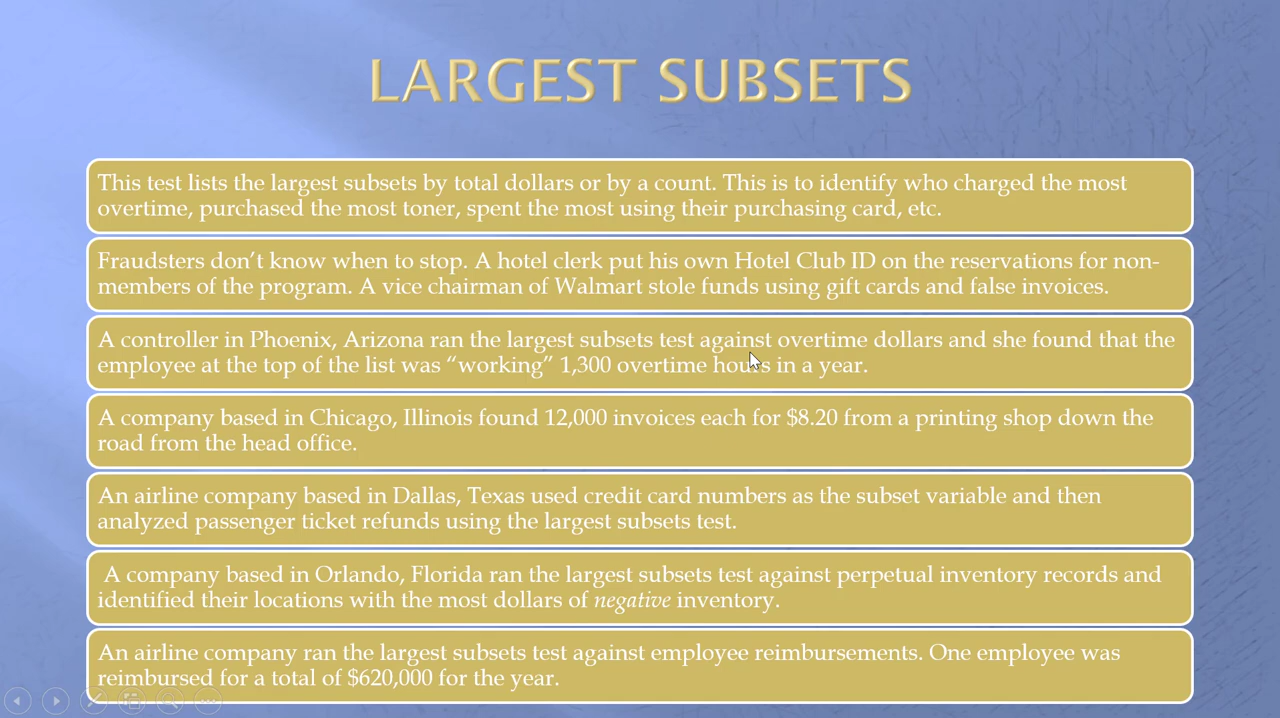 LARGEST SUBSETS
This test lists the largest subsets by total dollars or by a count. This is to identify who charged the most
overtime, purchased the most toner, spent the most using their purchasing card, etc.
Fraudsters don’t know when to stop. A hotel clerk put his own Hotel Club ID on the reservations for non-
members of the program. A vice chairman of Walmart stole funds using gift cards and false invoices.
A controller in Phoenix, Arizona ran the largest subsets test against overtime dollars and she found that the
employee at the top of the list was “working” 1,300 overtime hours in a year.
A company based in Chicago, Illinois found 12,000 invoices each for $8.20 from a printing shop down the
road from the head office.
An airline company based in Dallas, Texas used credit card numbers as the subset variable and then
analyzed passenger ticket refunds using the largest subsets test.
A company based in Orlando, Florida ran the largest subsets test against perpetual inventory records and
identified their locations with the most dollars of negative inventory.
An airline company ran the largest subsets test against employee reimbursements. One employee was
reimbursed for a total of $620,000 for the year.